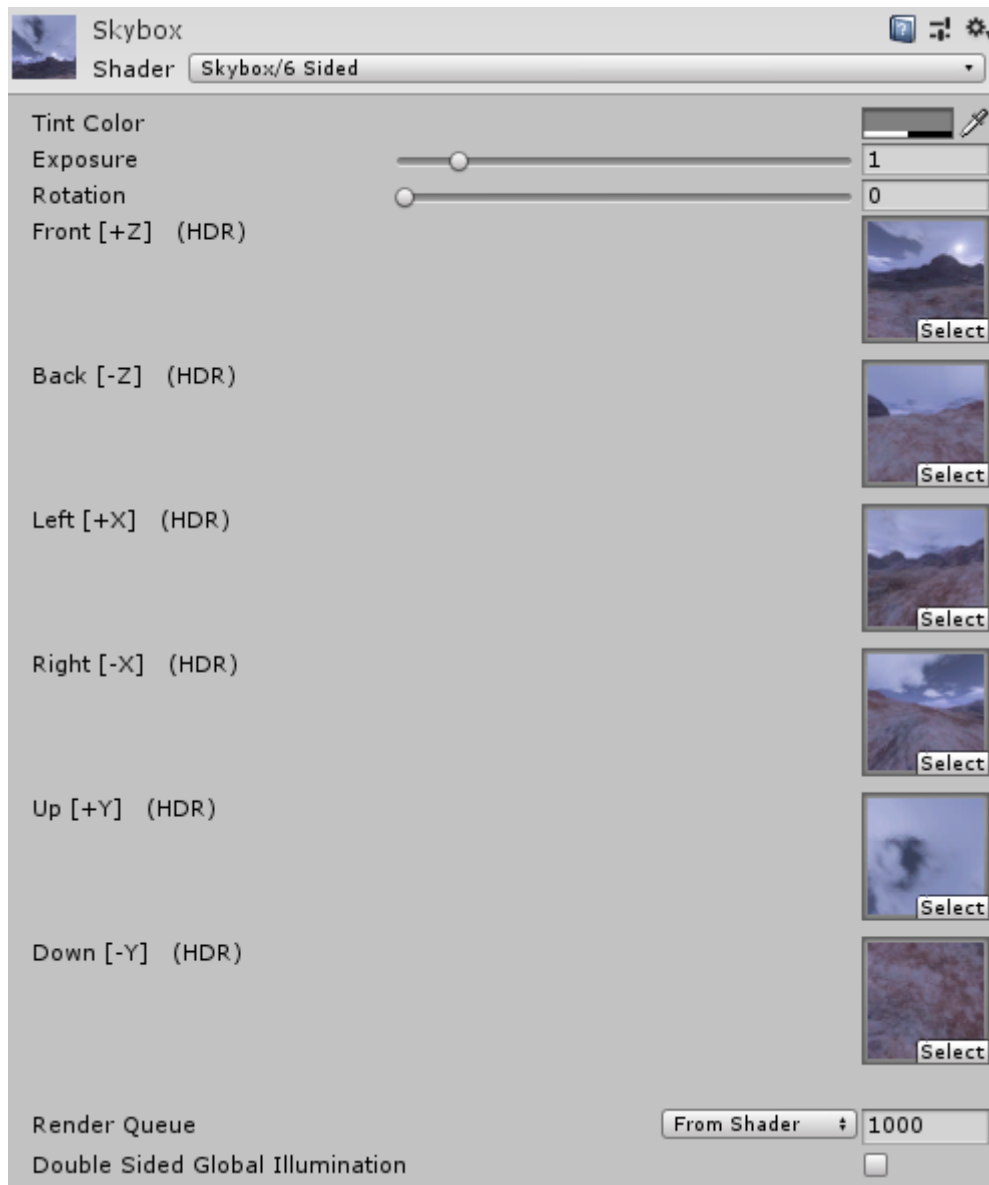 Skybox
Shader Skybox/6 Sided
Tint Color
Exposure 1
Rotation 0
Front [+Z] (HDR)
Select
Back [-Z] (HDR)
Select
Left [+X] (HDR)
Select
Right [-X] (HDR)
Select
Up [+Y] (HDR)
Select
Down [-Y] (HDR)
Select
Render Queue From Shader 1000
Double Sided Global Illumination